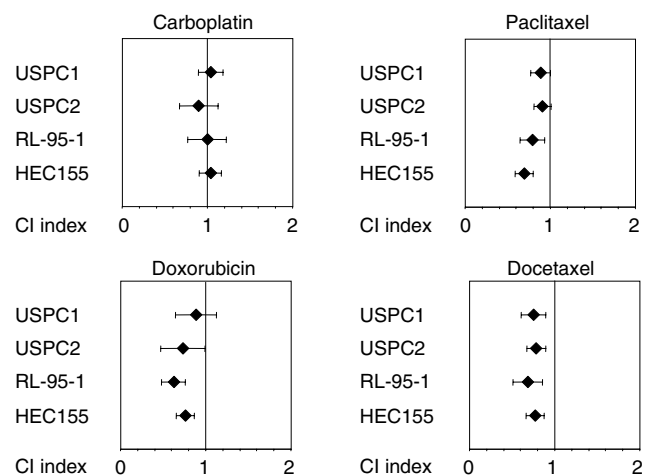 Carboplatin
USPC1
USPC2
RL-95-1
HEC155
CI index 0 1 2
Paclitaxel
USPC1
USPC2
RL-95-1
HEC155
CI index 0 1 2
Doxorubicin
USPC1
USPC2
RL-95-1
HEC155
CI index 0 1 2
Docetaxel
USPC1
USPC2
RL-95-1
HEC155
CI index 0 1 2